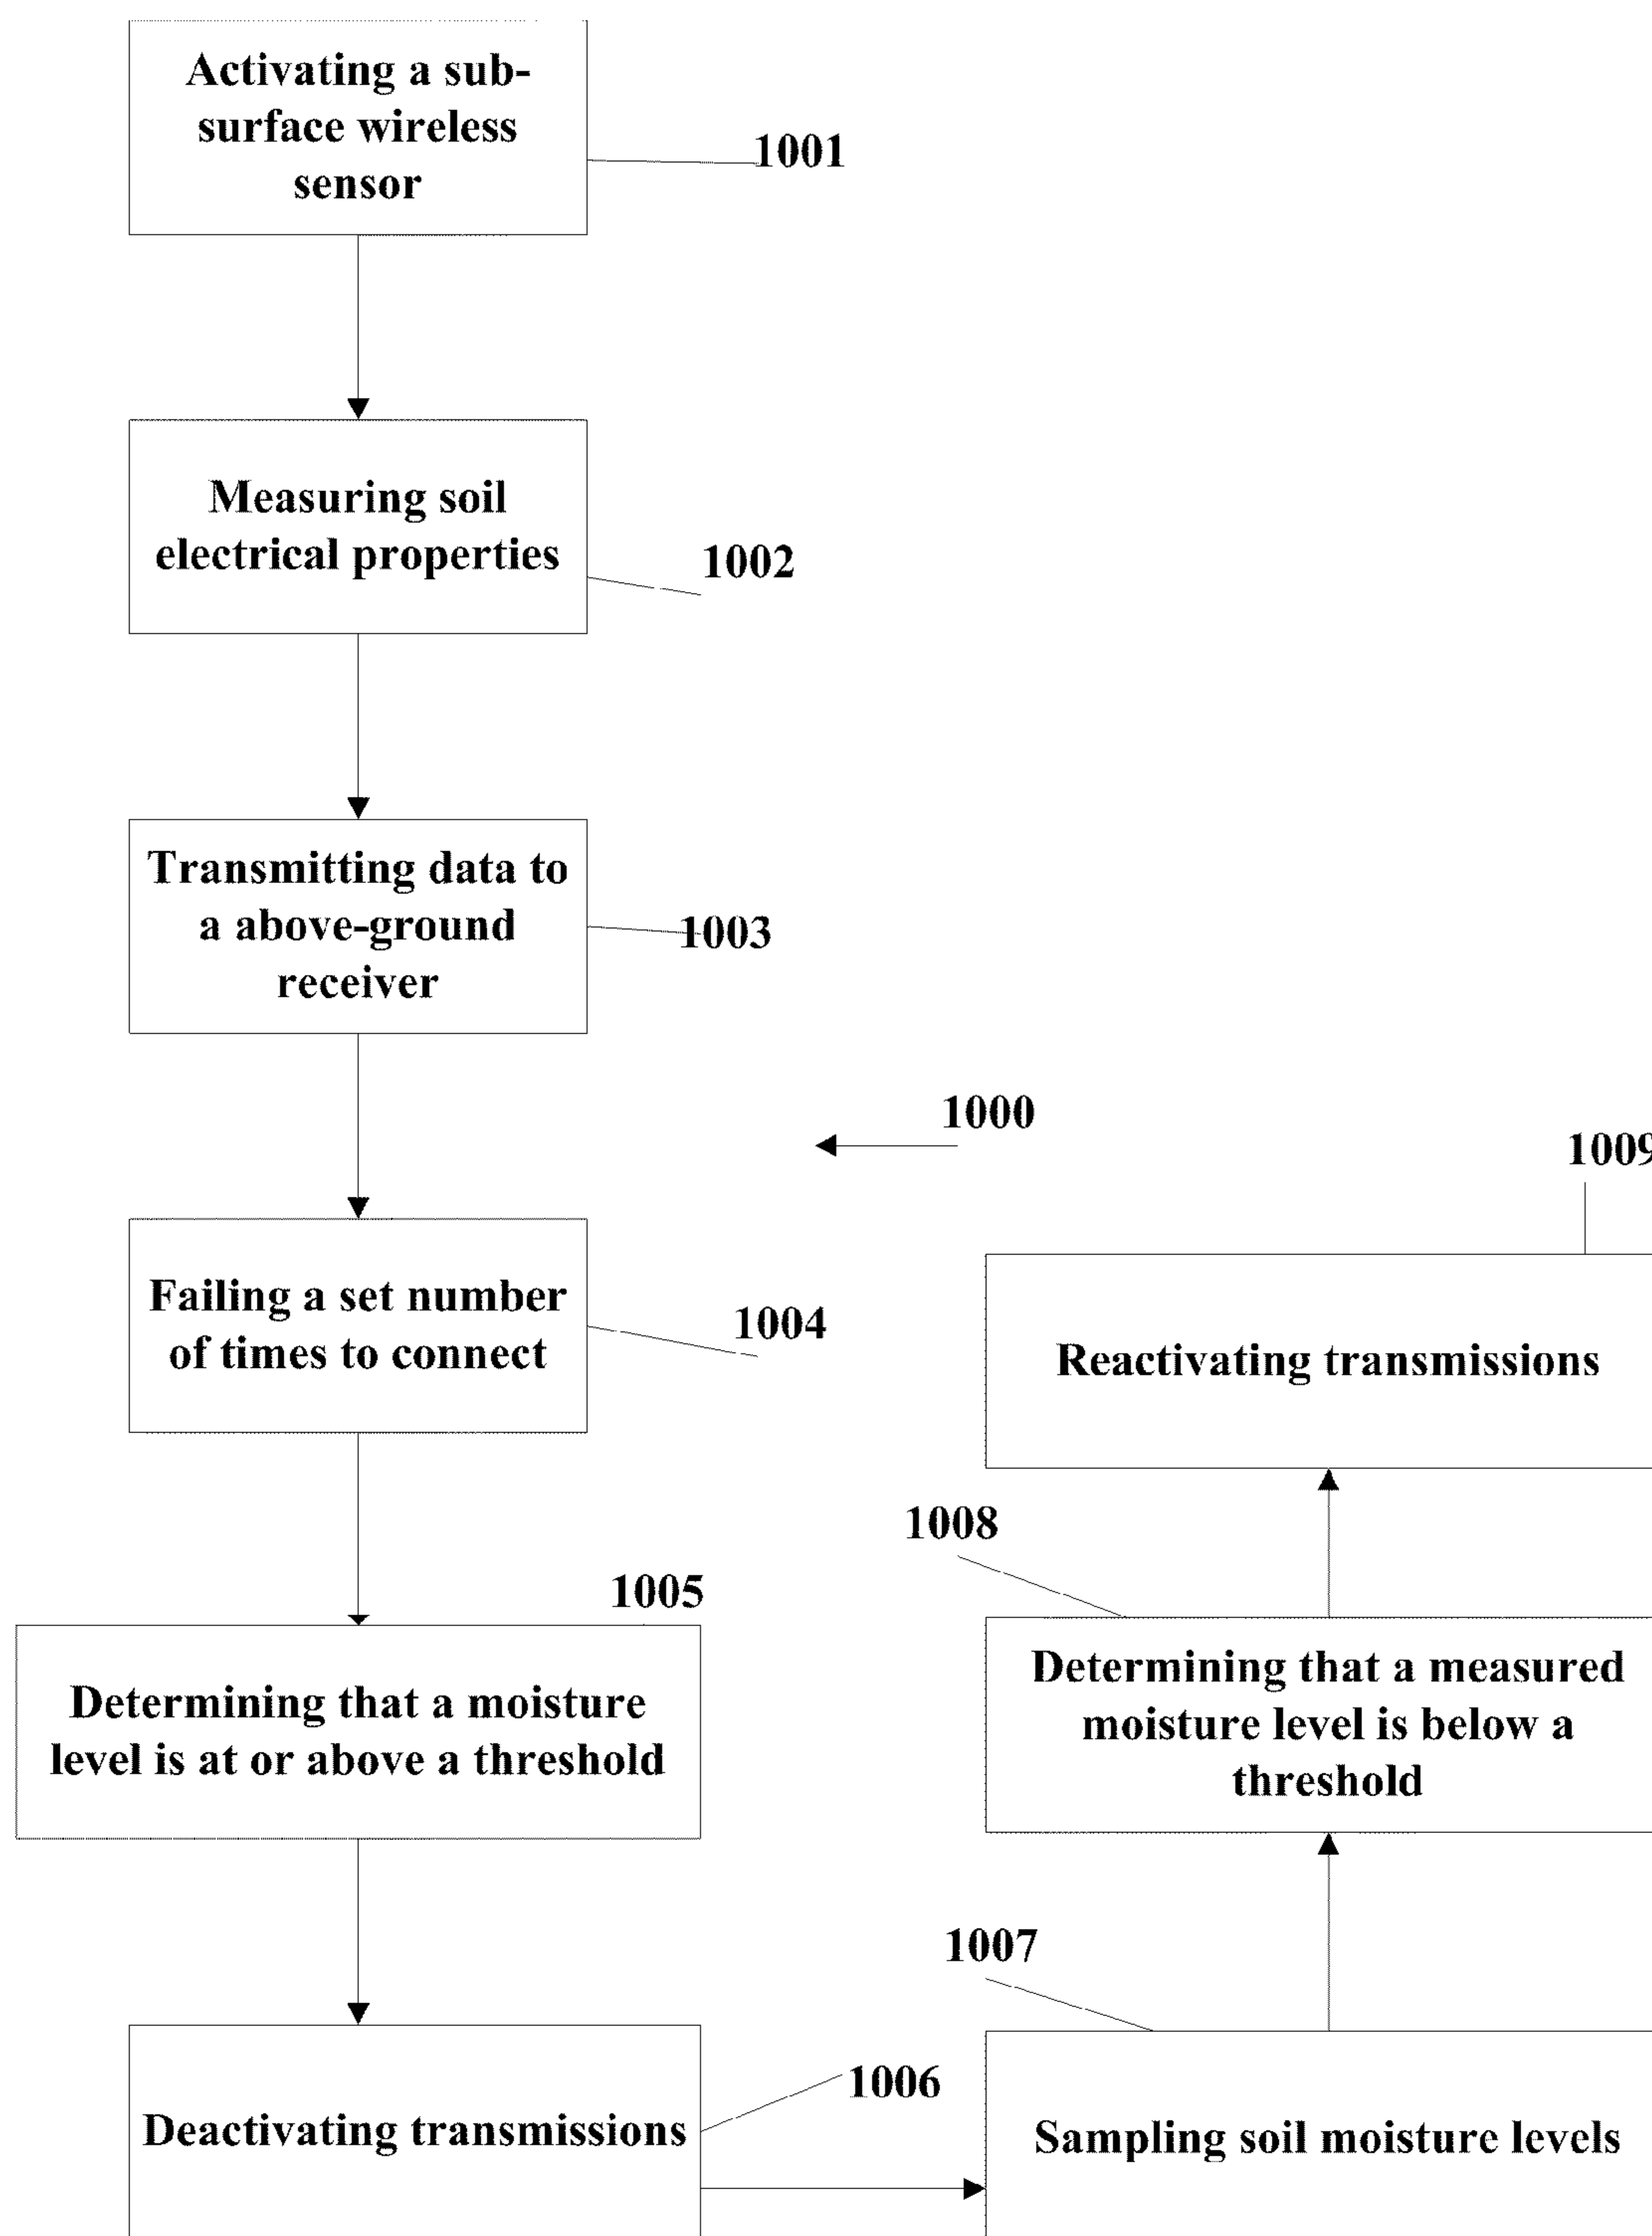 Activating a sub-
surface wireless
sensor
1001
Measuring soil
electrical properties
1002
Transmitting data to
a above-ground
receiver
1003
1000
Failing a set number
of times to connect
1004
1005
Determining that a moisture
level is at or above a threshold
Deactivating transmissions
1006
1007
Sampling soil moisture levels
1008
Determining that a measured
moisture level is below a
threshold
1009
Reactivating transmissions